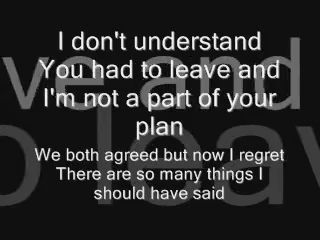 I don't understand
You had to leave and
I'm not a part of your
plan
We both agreed but now I regret
There are so many things I
should have said